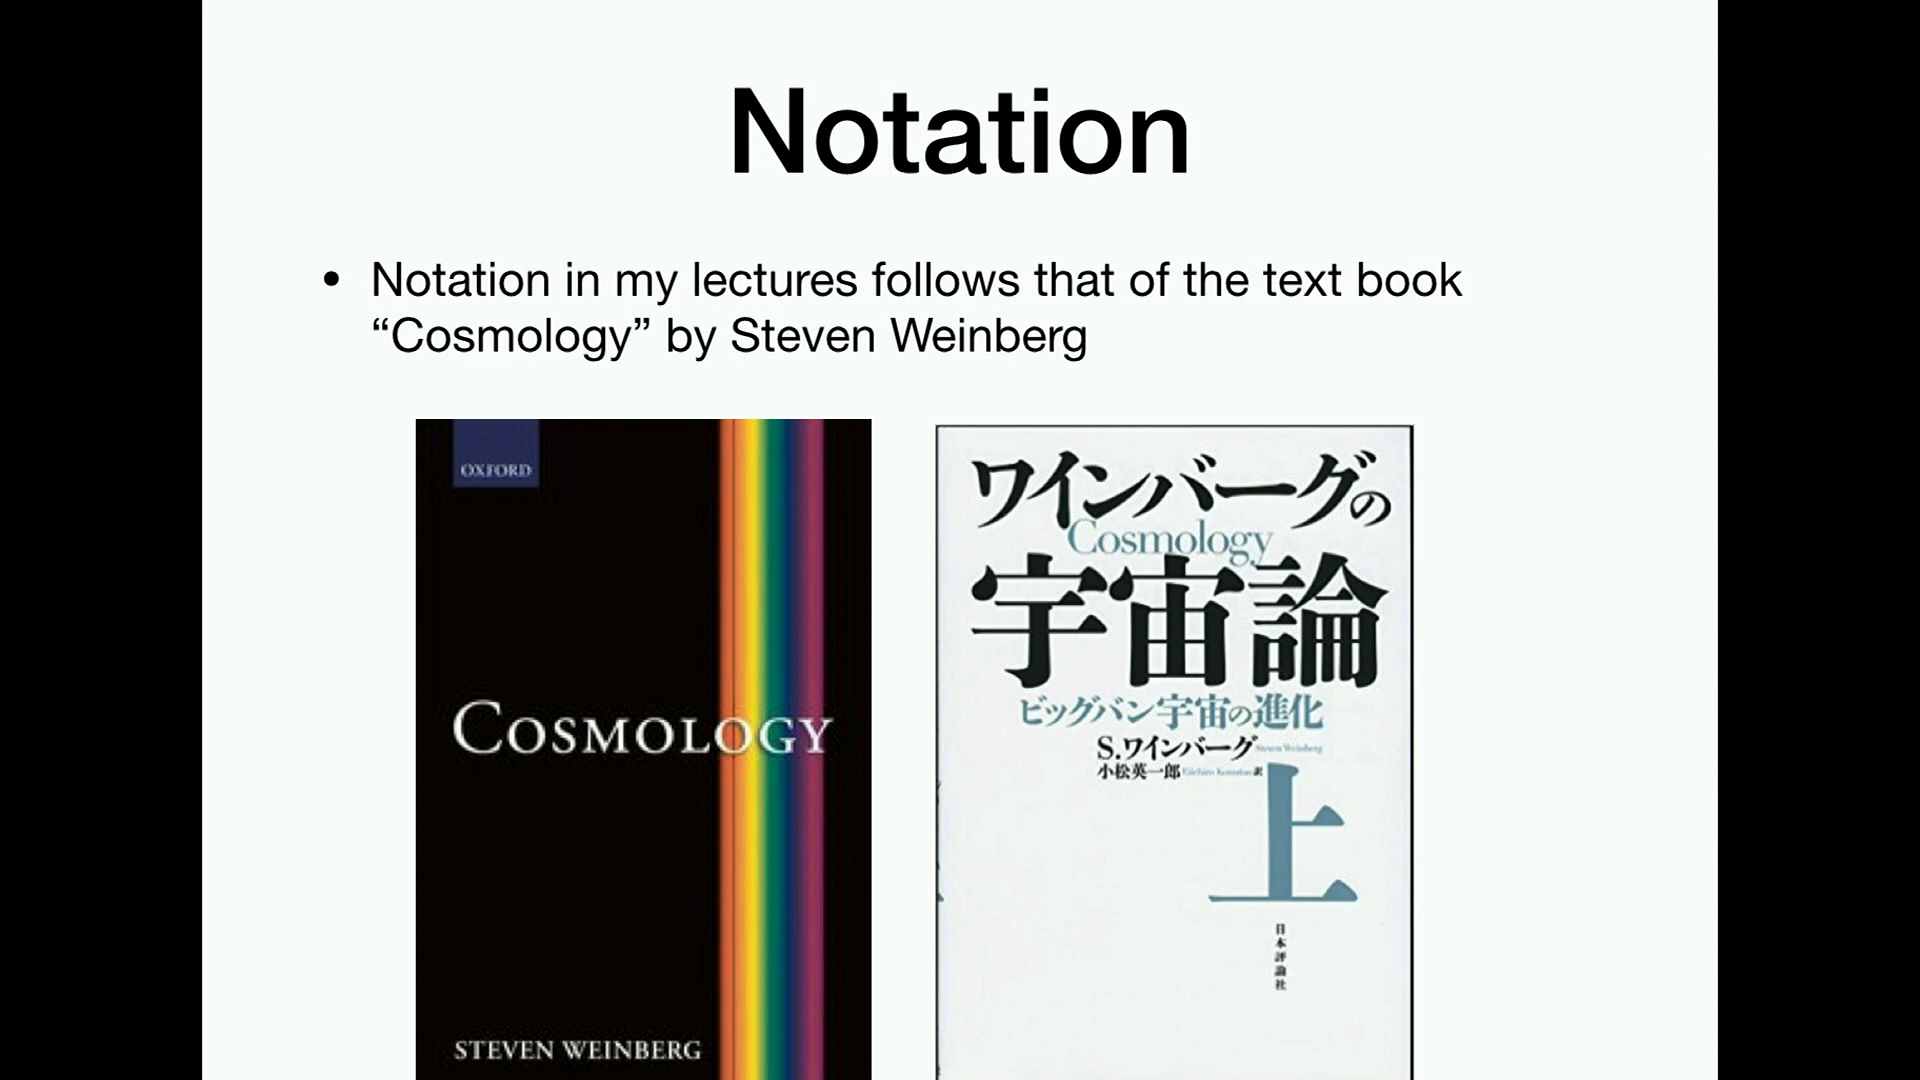 Notation
• Notation in my lectures follows that of the text book
“Cosmology” by Steven Weinberg
OXFORD
COSMOLOGY
STEVEN WEINBERG
ワインバーグの
Cosmology
宇宙論
ビッグバン宇宙の進化
S.ワインバーグ Steven Weinberg
小松英一郎 Eiichiro Komatsu 訳
上
日本評論社